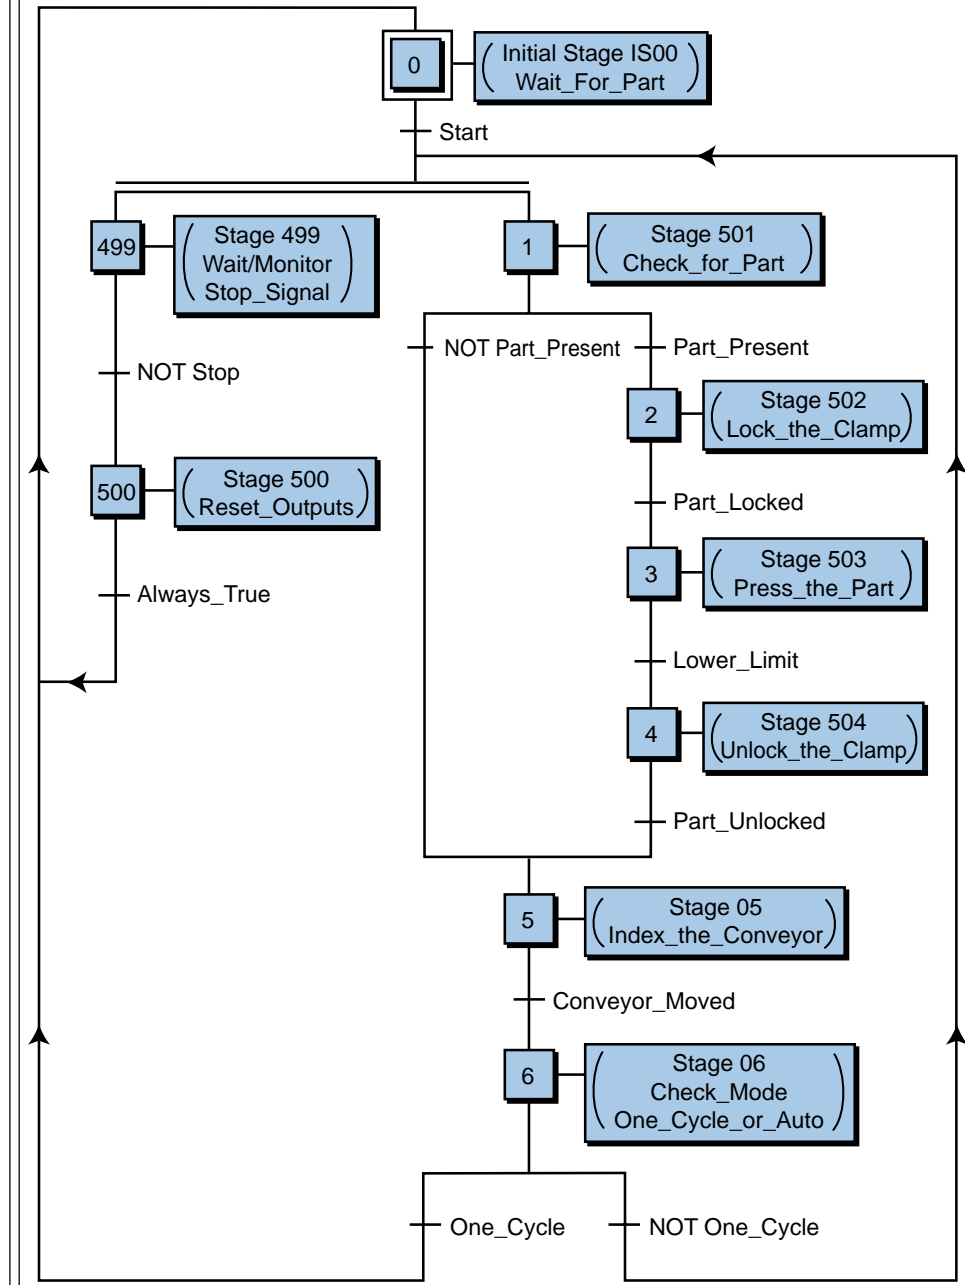 0
Initial Stage IS00
Wait_For_Part
Start
499
Stage 499
Wait/Monitor
Stop_Signal
1
Stage 501
Check_for_Part
NOT Stop
NOT Part_Present
Part_Present
2
Stage 502
Lock_the_Clamp
500
Stage 500
Reset_Outputs
Part_Locked
3
Stage 503
Press_the_Part
Always_True
Lower_Limit
4
Stage 504
Unlock_the_Clamp
Part_Unlocked
5
Stage 05
Index_the_Conveyor
Conveyor_Moved
6
Stage 06
Check_Mode
One_Cycle_or_Auto
One_Cycle
NOT One_Cycle